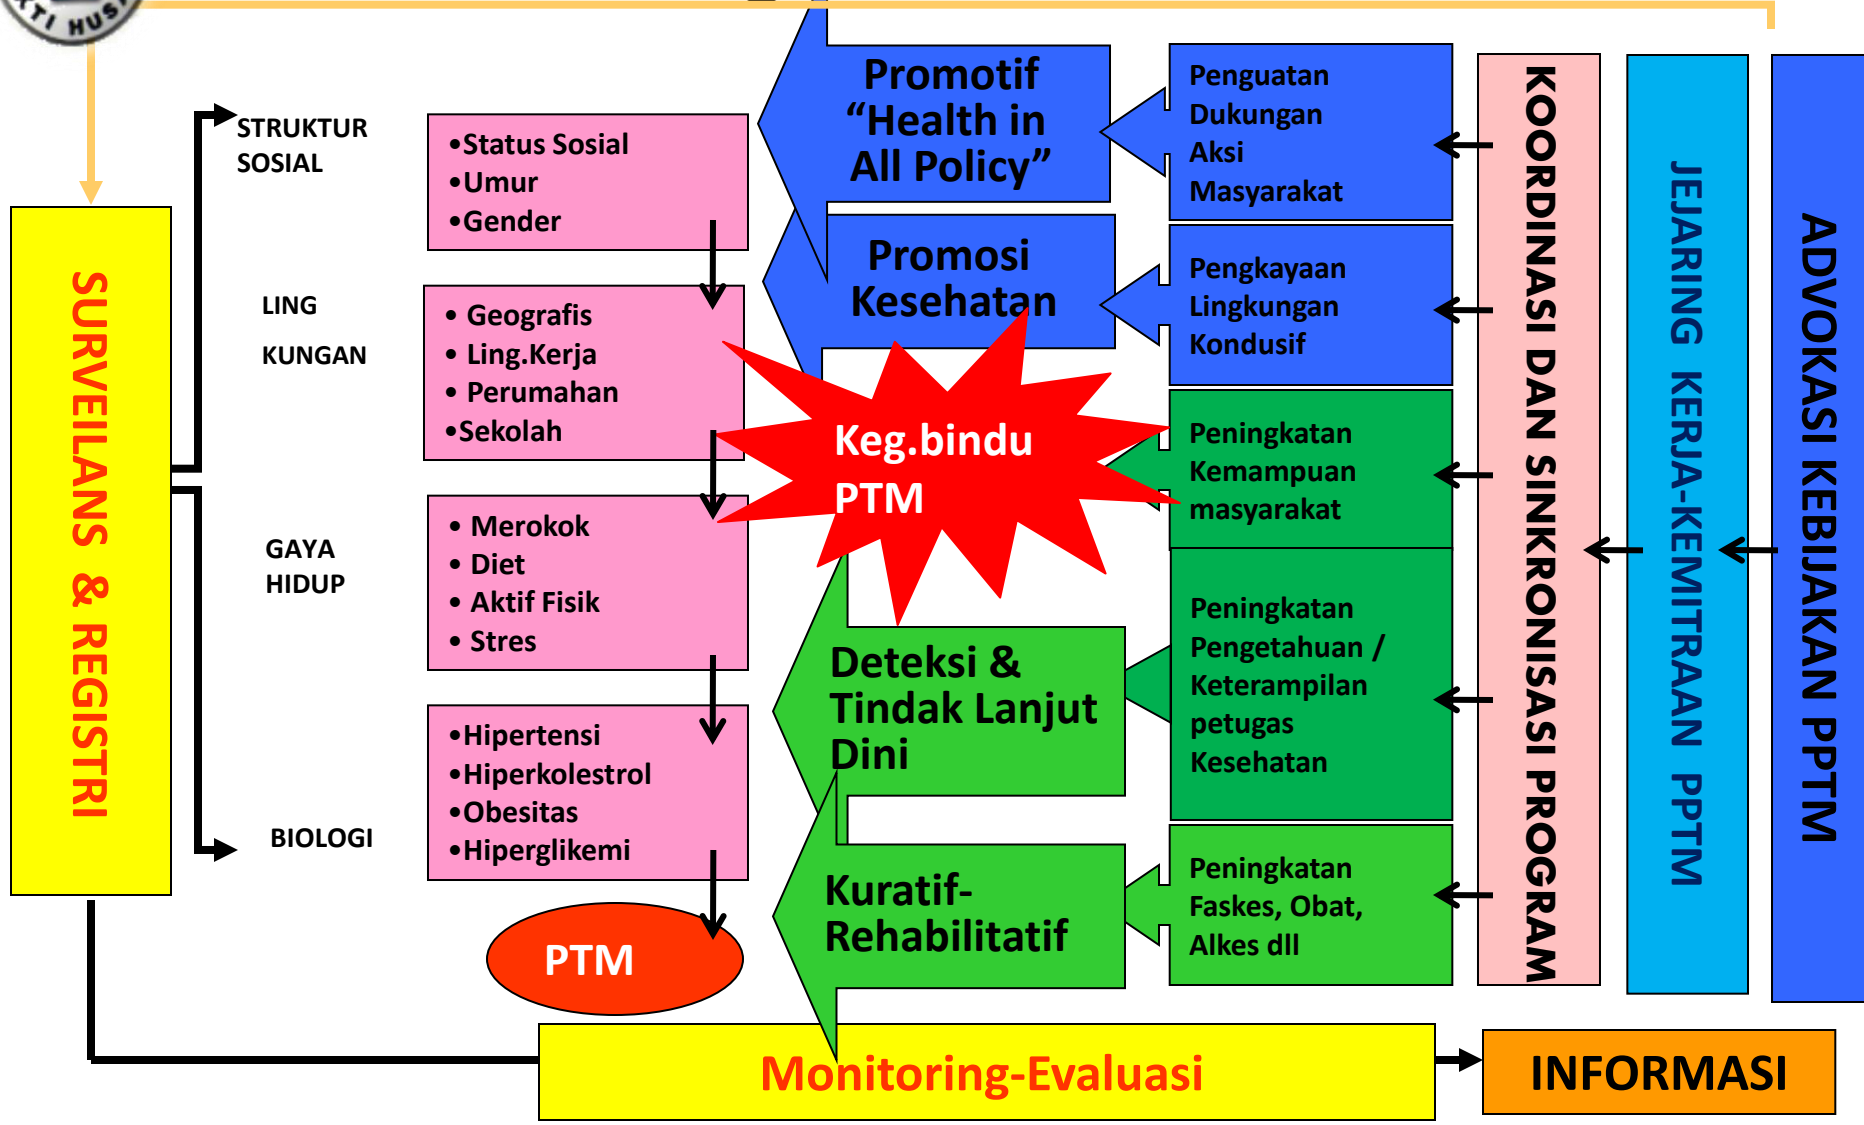 KTI HUS
STRUKTUR
SOSIAL
LING
KUNGAN
GAYA
HIDUP
BIOLOGI
SURVEILANS & REGISTRI
•Status Sosial
•Umur
•Gender
• Geografis
• Ling.Kerja
• Perumahan
•Sekolah
• Merokok
• Diet
• Aktif Fisik
• Stres
•Hipertensi
•Hiperkolestrol
•Obesitas
•Hiperglikemi
PTM
Promotif
“Health in
All Policy”
Promosi
Kesehatan
Keg.bindu
PTM
Deteksi &
Tindak Lanjut
Dini
Kuratif-
Rehabilitatif
Penguatan
Dukungan
Aksi
Masyarakat
Pengkayaan
Lingkungan
Kondusif
Peningkatan
Kemampuan
masyarakat
Peningkatan
Pengetahuan /
Keterampilan
petugas
Kesehatan
Peningkatan
Faskes, Obat,
Alkes dll
KOORDINASI DAN SINKRONISASI PROGRAM
JEJARING KERJA-KEMITRAAN PPTM
ADVOKASI KEBIJAKAN PPTM
Monitoring-Evaluasi
INFORMASI